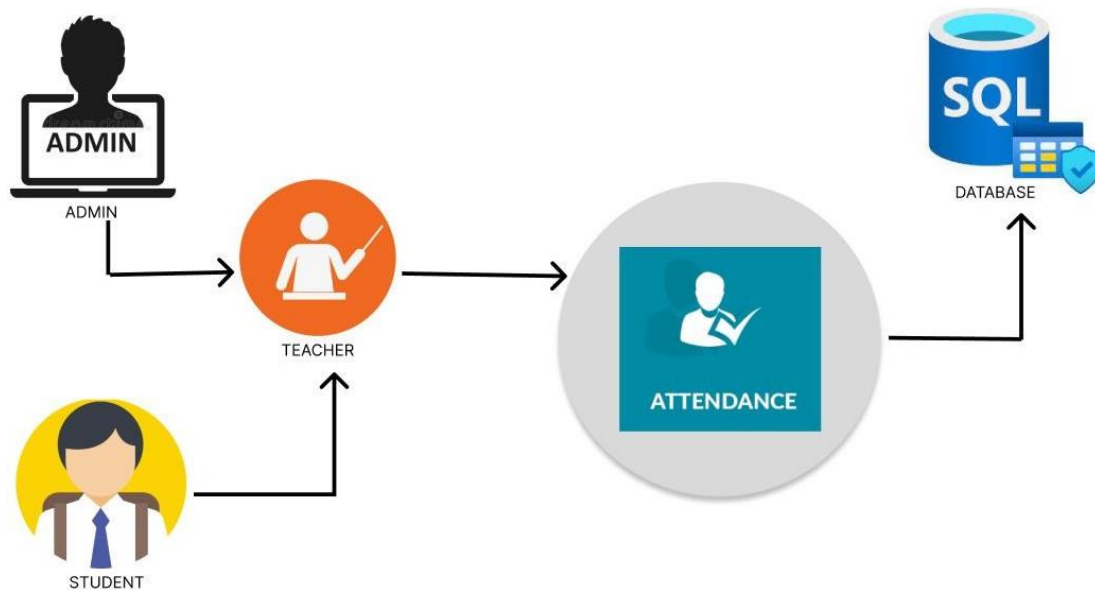 ADMIN
ADMIN
SQL
DATABASE
TEACHER
ATTENDANCE
STUDENT